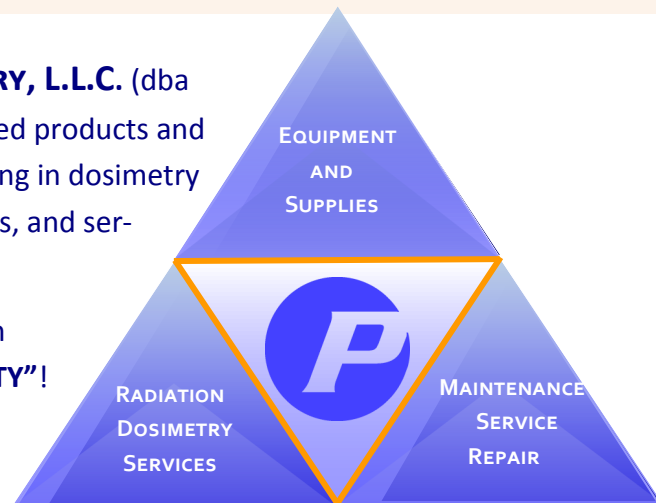 RY, L.L.C. (dba
ed products and
ng in dosimetry
s, and ser-
TY”!
EQUIPMENT
AND
SUPPLIES
P
RADIATION
DOSIMETRY
SERVICES
MAINTENANCE
SERVICE
REPAIR